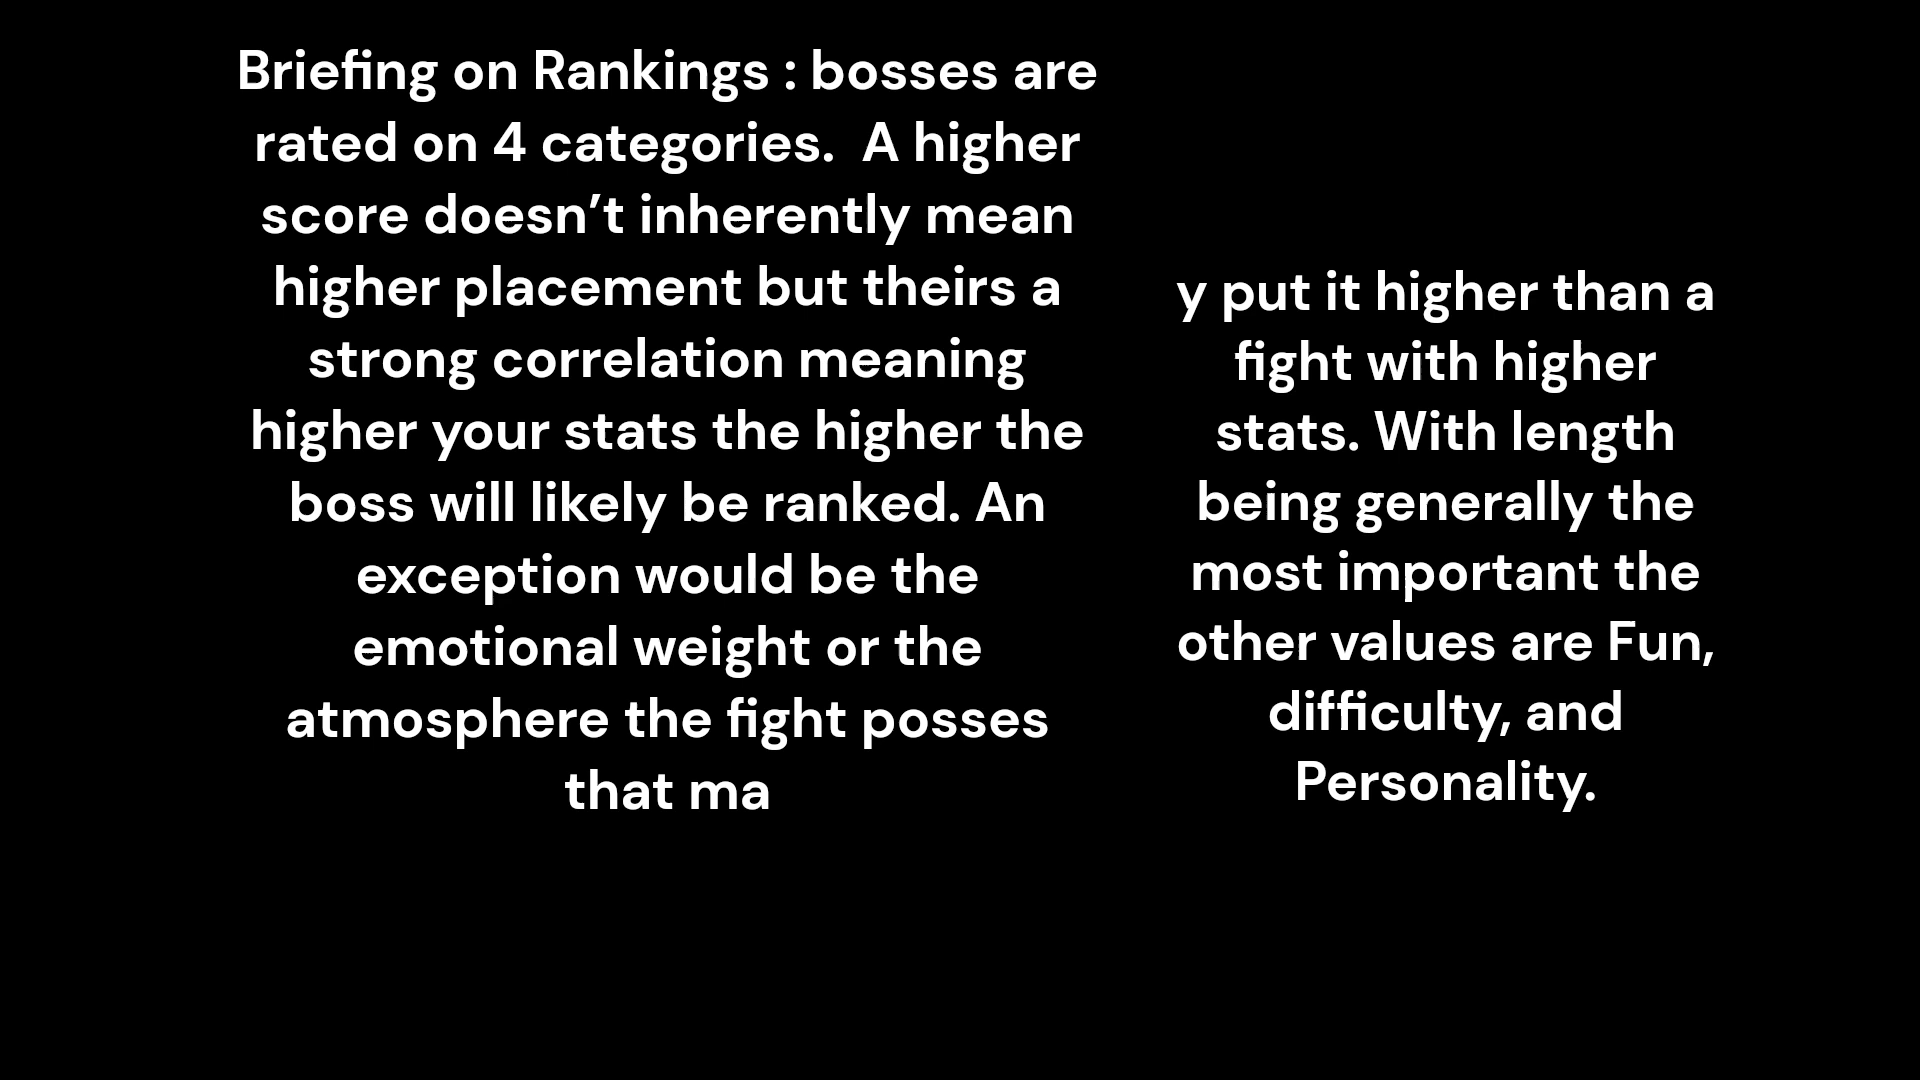 Briefing on Rankings : bosses are
rated on 4 categories.  A higher
score doesn’t inherently mean
higher placement but theirs a
strong correlation meaning
higher your stats the higher the
boss will likely be ranked. An
exception would be the
emotional weight or the
atmosphere the fight posses
that ma
y put it higher than a
fight with higher
stats. With length
being generally the
most important the
other values are Fun,
difficulty, and
Personality.